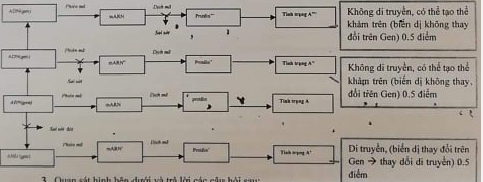 Phiên mã
Dịch mã
ADN(gen)
mARN
Protein
Tính trạng A
Sai sót
Không di truyền, có thể tạo thể
khảm trên (biến dị không thay
đổi trên Gen) 0.5 điểm
Phiên mã
Dịch mã
ADN(gen)
mARN
Protein
Tính trạng A
Sai sót
Không di truyền, có thể tạo thể
khảm trên (biến dị không thay
đổi trên Gen) 0.5 điểm
Phiên mã
Dịch mã
ADN(gen)
mARN
protein
Tính trạng A
Sai sót
Phiên mã
Dịch mã
mARN
Protein
Tính trạng A
Di truyền, (biến dị thay đổi trên
Gen → thay đổi di truyền) 0.5
điểm
3. Quan sát hình bên dưới và trả lời các câu hỏi sau: